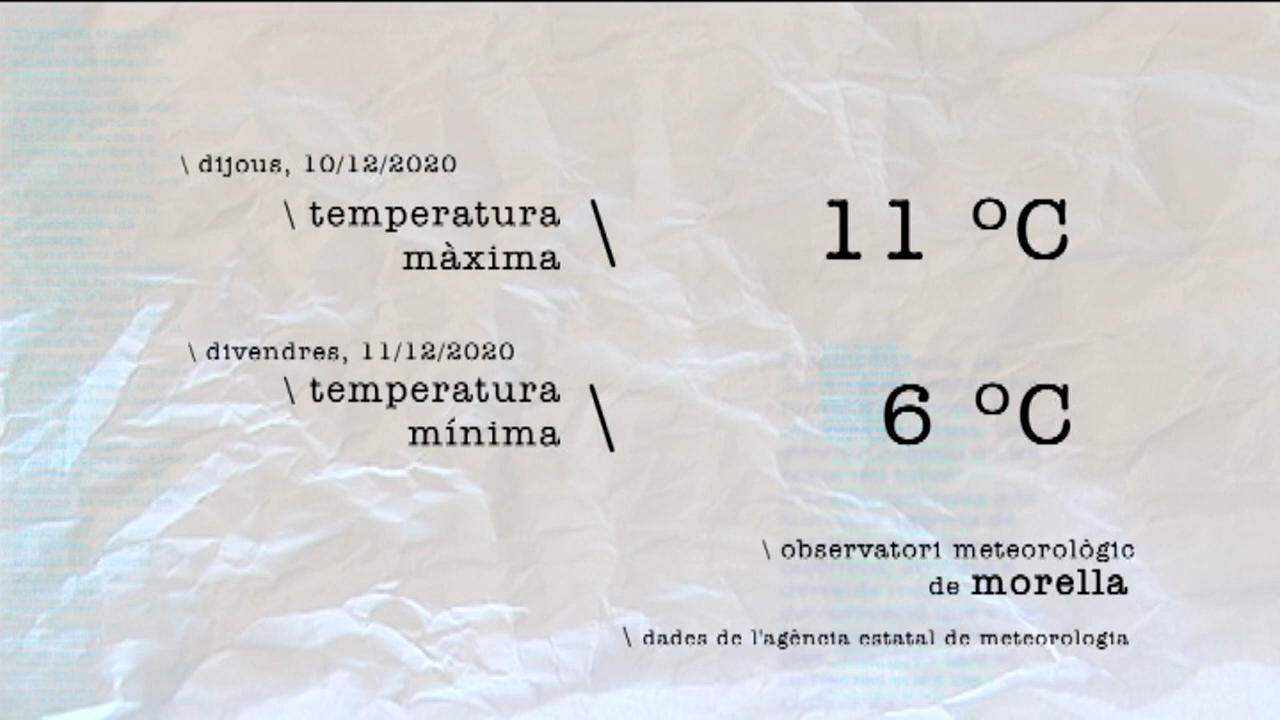 \ dijous, 10/12/2020
\ temperatura \ 11 ºC
màxima
\ divendres, 11/12/2020
\ temperatura \ 6 ºC
mínima
\ observatori meteorològic
de morella
\ dades de l'agència estatal de meteorologia